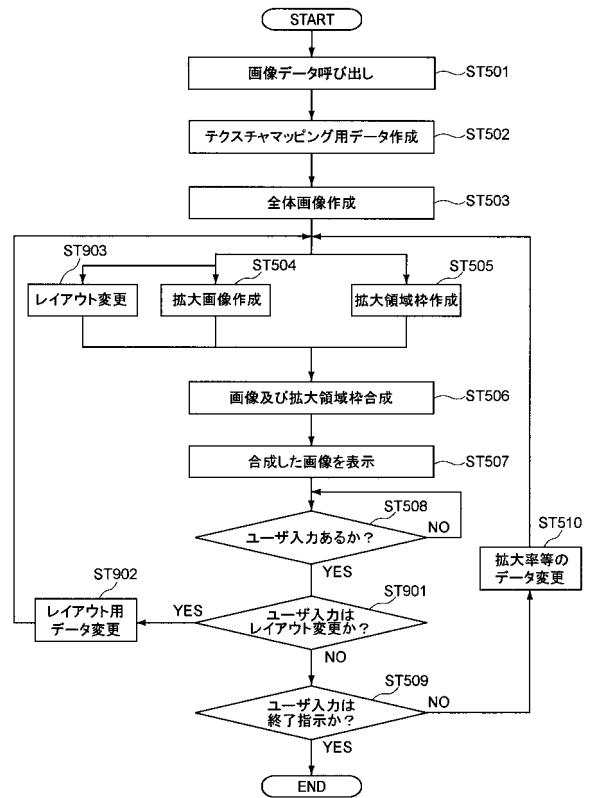 START
画像データ呼び出し
ST501
テクスチャマッピング用データ作成
ST502
全体画像作成
ST503
ST903
レイアウト変更
ST504
拡大画像作成
ST505
拡大領域枠作成
画像及び拡大領域枠合成
ST506
合成した画像を表示
ST507
ST508
ユーザ入力あるか?
NO
YES
ST510
拡大率等の
データ変更
ST902
レイアウト用
データ変更
YES
ST901
ユーザ入力は
レイアウト変更か?
NO
ST509
ユーザ入力は
終了指示か?
NO
YES
END